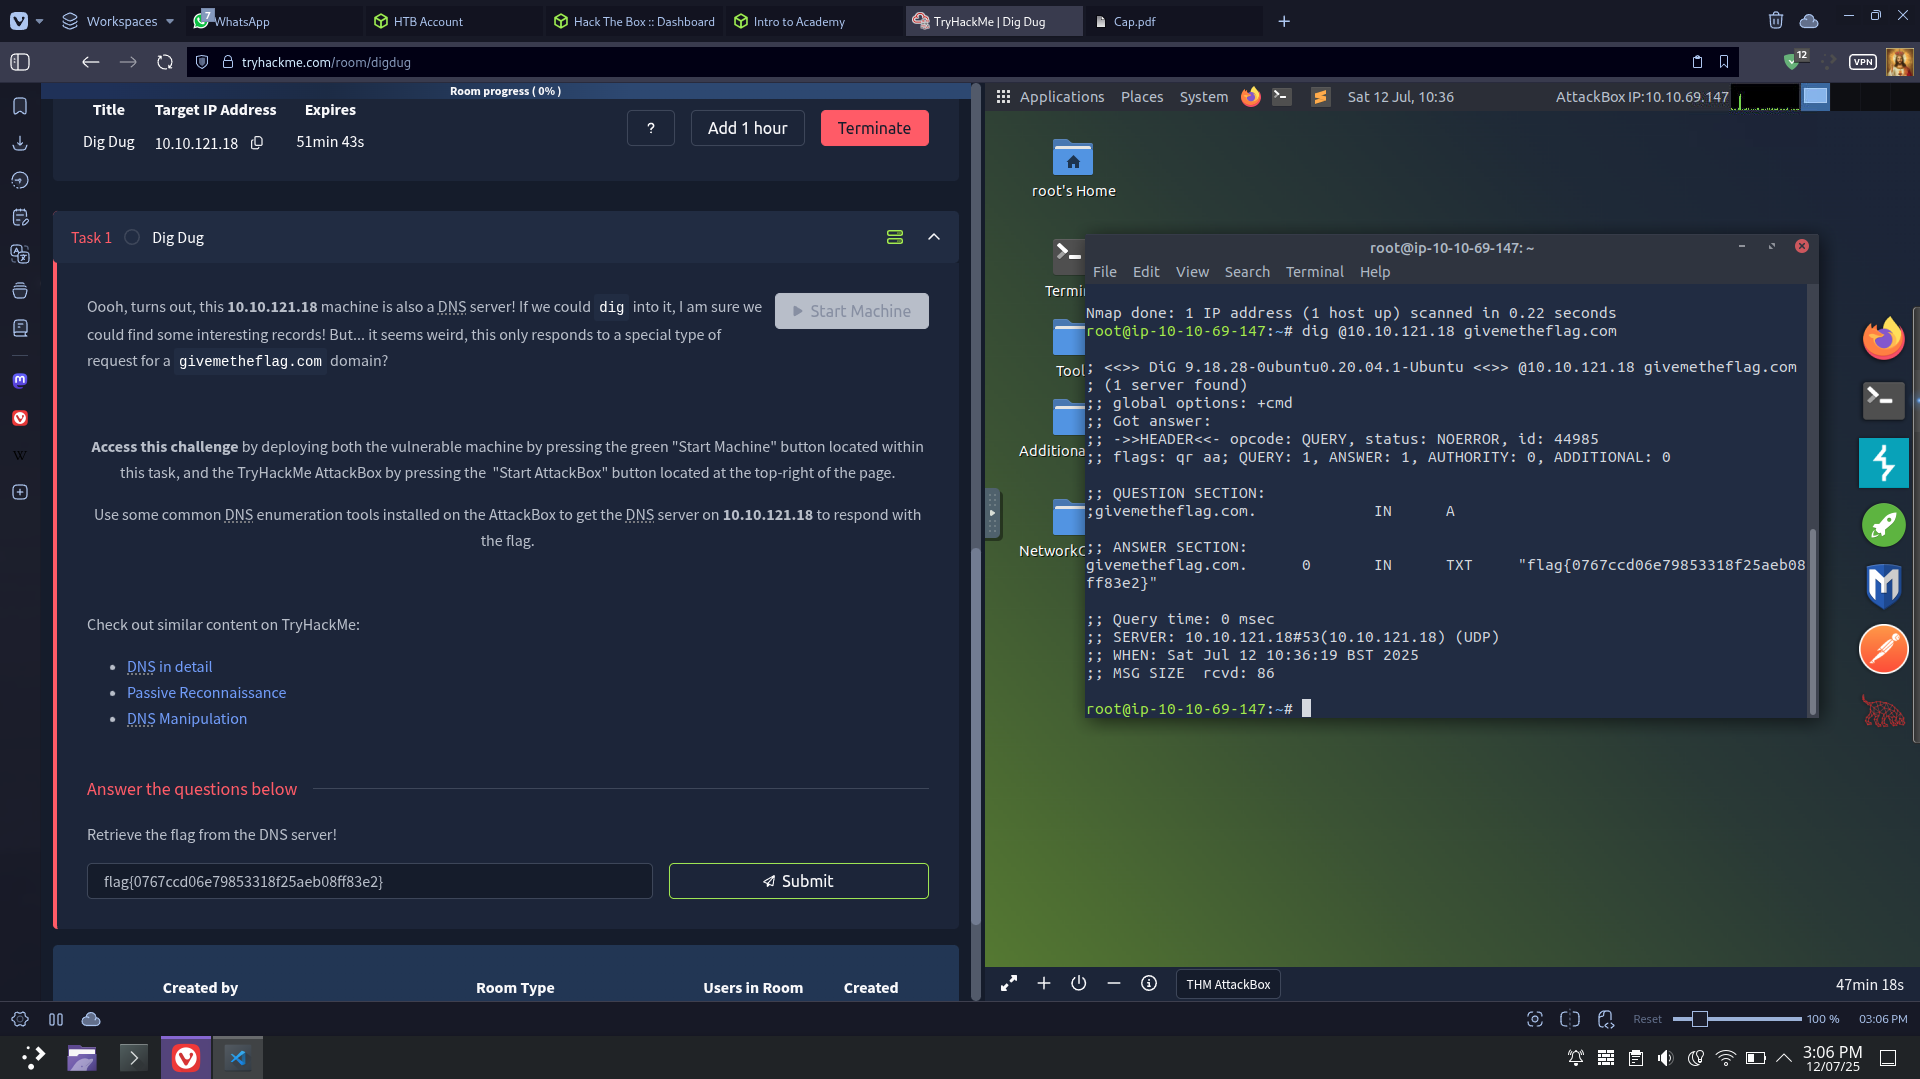 Workspaces
7
WhatsApp
HTB Account
Hack The Box :: Dashboard
Intro to Academy
TryHackMe | Dig Dug
Cap.pdf
tryhackme.com/room/digdug
12
VPN
Room progress ( 0% )
Title
Target IP Address
Expires
Dig Dug
10.10.121.18
51min 43s
?
Add 1 hour
Terminate
Task 1
Dig Dug
Oooh, turns out, this 10.10.121.18 machine is also a DNS server! If we could dig into it, I am sure we
could find some interesting records! But... it seems weird, this only responds to a special type of
request for a givemetheflag.com domain?
Start Machine
Access this challenge by deploying both the vulnerable machine by pressing the green "Start Machine" button located within
this task, and the TryHackMe AttackBox by pressing the "Start AttackBox" button located at the top-right of the page.
Use some common DNS enumeration tools installed on the AttackBox to get the DNS server on 10.10.121.18 to respond with
the flag.
Check out similar content on TryHackMe:
DNS in detail
Passive Reconnaissance
DNS Manipulation
Answer the questions below
Retrieve the flag from the DNS server!
flag{0767ccd06e79853318f25aeb08ff83e2}
Submit
Created by
Room Type
Users in Room
Created
Applications
Places
System
Sat 12 Jul, 10:36
AttackBox IP:10.10.69.147
root's Home
Termi
Tool
Additiona
NetworkC
root@ip-10-10-69-147: ~
File
Edit
View
Search
Terminal
Help
Nmap done: 1 IP address (1 host up) scanned in 0.22 seconds
root@ip-10-10-69-147:~# dig @10.10.121.18 givemetheflag.com
; <<>> DiG 9.18.28-0ubuntu0.20.04.1-Ubuntu <<>> @10.10.121.18 givemetheflag.com
; (1 server found)
;; global options: +cmd
;; Got answer:
;; ->>HEADER<<- opcode: QUERY, status: NOERROR, id: 44985
;; flags: qr aa; QUERY: 1, ANSWER: 1, AUTHORITY: 0, ADDITIONAL: 0
;; QUESTION SECTION:
;givemetheflag.com. IN A
;; ANSWER SECTION:
givemetheflag.com. 0 IN TXT "flag{0767ccd06e79853318f25aeb08
ff83e2}"
;; Query time: 0 msec
;; SERVER: 10.10.121.18#53(10.10.121.18) (UDP)
;; WHEN: Sat Jul 12 10:36:19 BST 2025
;; MSG SIZE rcvd: 86
root@ip-10-10-69-147:~#
THM AttackBox
47min 18s
Reset
100 %
03:06 PM
3:06 PM
12/07/25